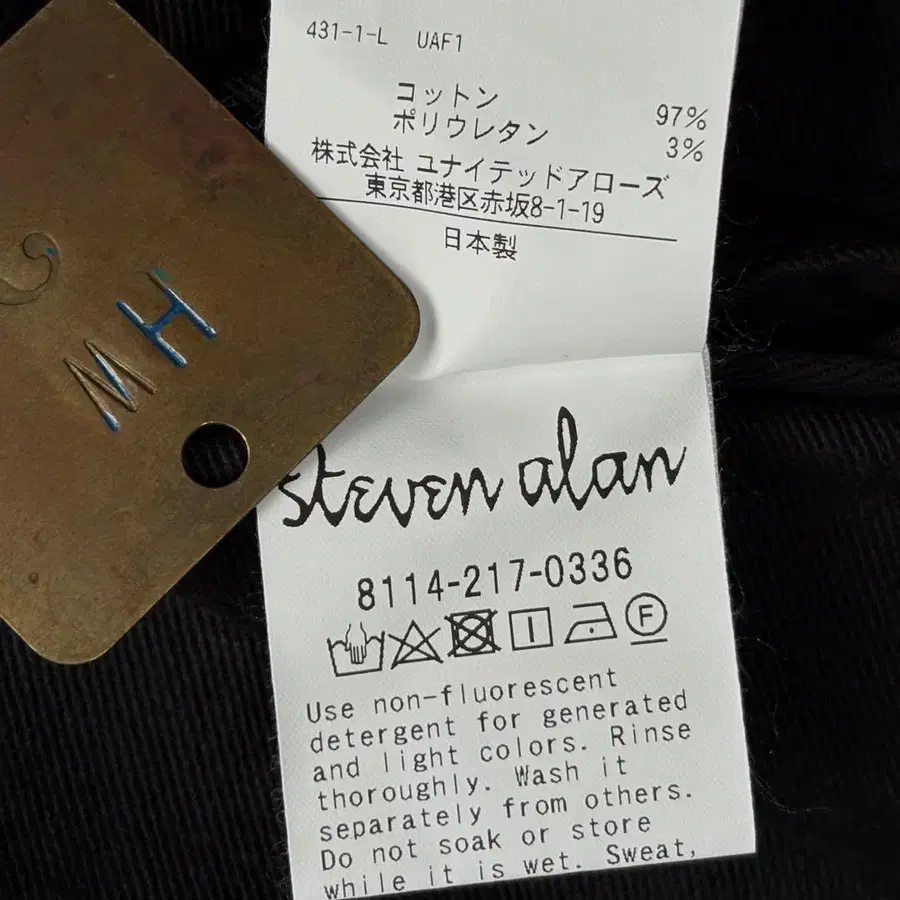 431-1-L UAF1
コットン 97%
ポリウレタン 3%
株式会社 ユナイテッドアローズ
東京都港区赤坂8-1-19
日本製
MH
steven alan
8114-217-0336
F
Use non-fluorescent
detergent for generated
and light colors. Rinse
thoroughly. Wash it
separately from others.
Do not soak or store
while it is wet. Sweat,